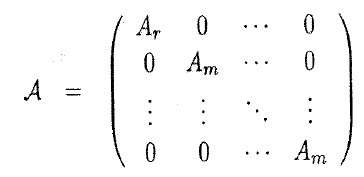 A_r 0 ⋯ 0
0 A_m ⋯ 0
𝒜 =
⋮ ⋮ ⋱ ⋮
0 0 ⋯ A_m